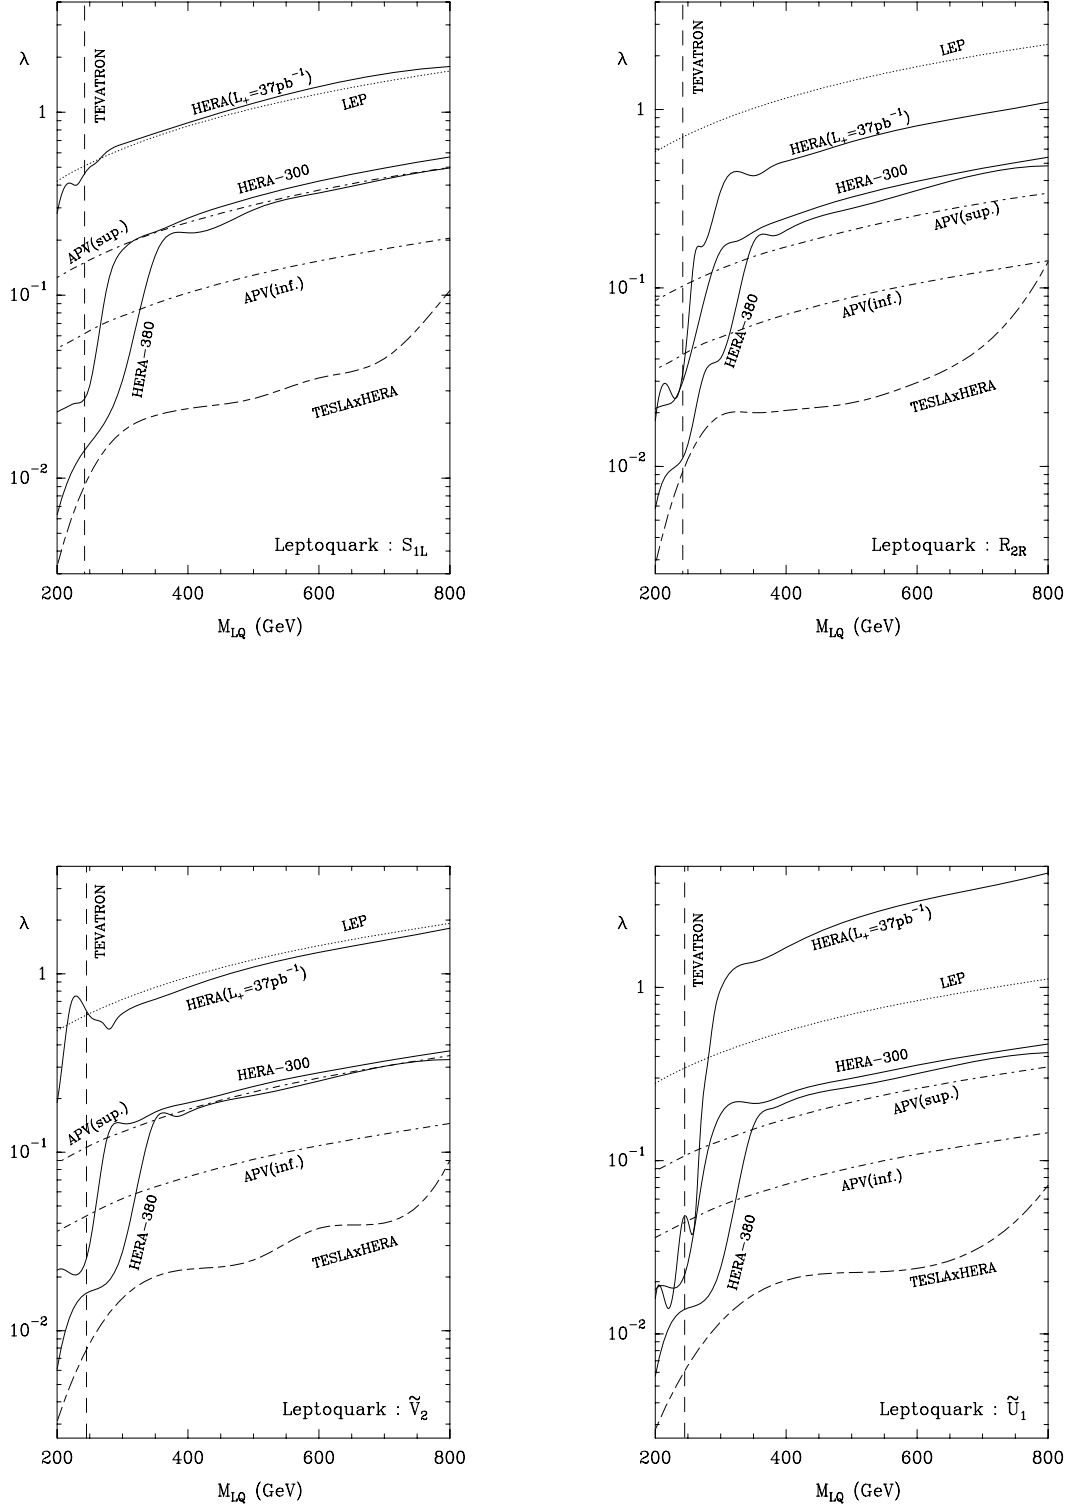 λ
TEVATRON
HERA(L₊=37pb⁻¹)
LEP
1
HERA−300
APV(sup.)
10⁻¹
APV(inf.)
HERA−380
TESLAxHERA
10⁻²
Leptoquark : S₁L
200 400 600 800
M_LQ (GeV)
λ
TEVATRON
LEP
1
HERA(L₊=37pb⁻¹)
HERA−300
APV(sup.)
10⁻¹
APV(inf.)
HERA−380
TESLAxHERA
10⁻²
Leptoquark : R₂R
200 400 600 800
M_LQ (GeV)
λ
TEVATRON
LEP
1
HERA(L₊=37pb⁻¹)
HERA−300
APV(sup.)
10⁻¹
APV(inf.)
HERA−380
TESLAxHERA
10⁻²
Leptoquark : Ṽ₂
200 400 600 800
M_LQ (GeV)
λ
TEVATRON
HERA(L₊=37pb⁻¹)
LEP
1
HERA−300
APV(sup.)
10⁻¹
APV(inf.)
HERA−380
TESLAxHERA
10⁻²
Leptoquark : Ũ₁
200 400 600 800
M_LQ (GeV)